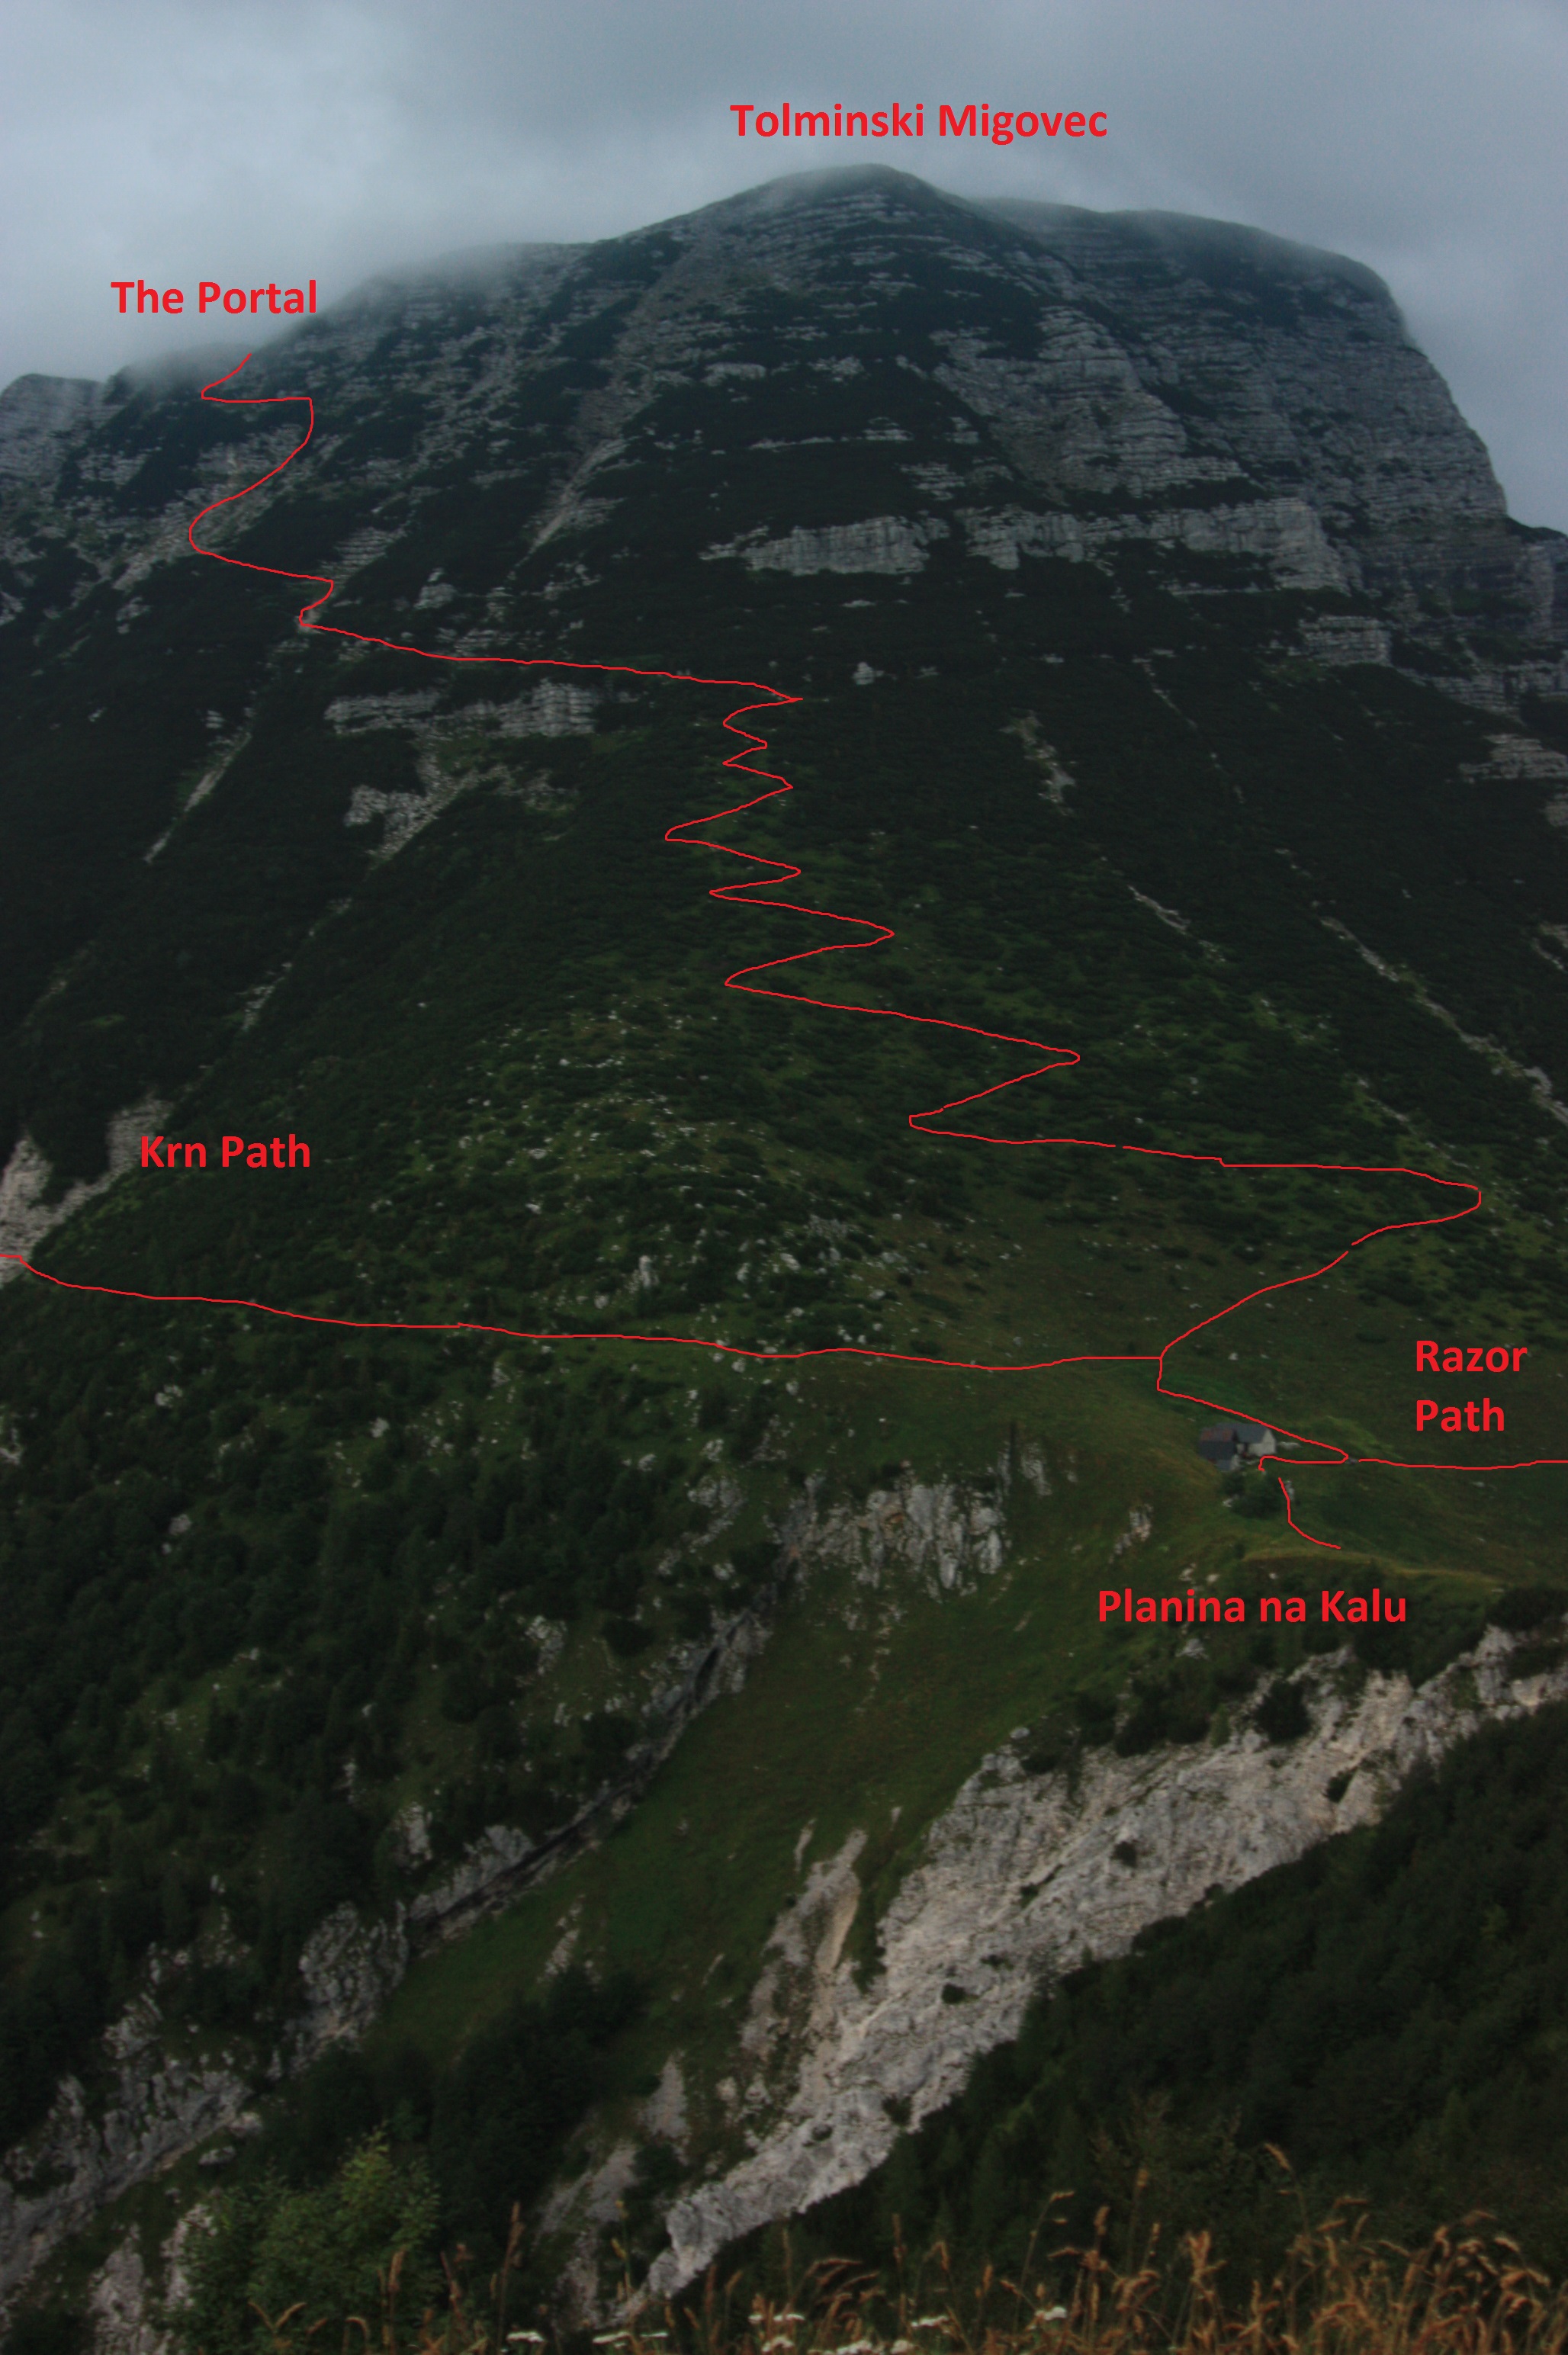 Tolminski Migovec
The Portal
Krn Path
Razor
Path
Planina na Kalu